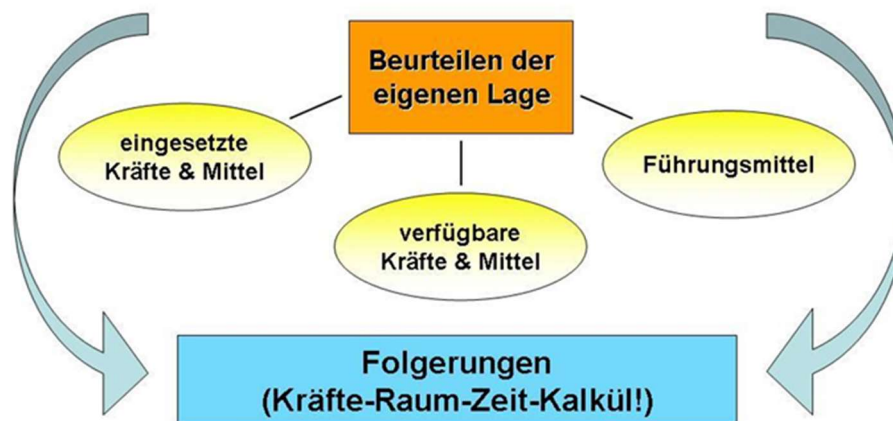 Beurteilen der
eigenen Lage
eingesetzte
Kräfte & Mittel
verfügbare
Kräfte & Mittel
Führungsmittel
Folgerungen
(Kräfte-Raum-Zeit-Kalkül!)